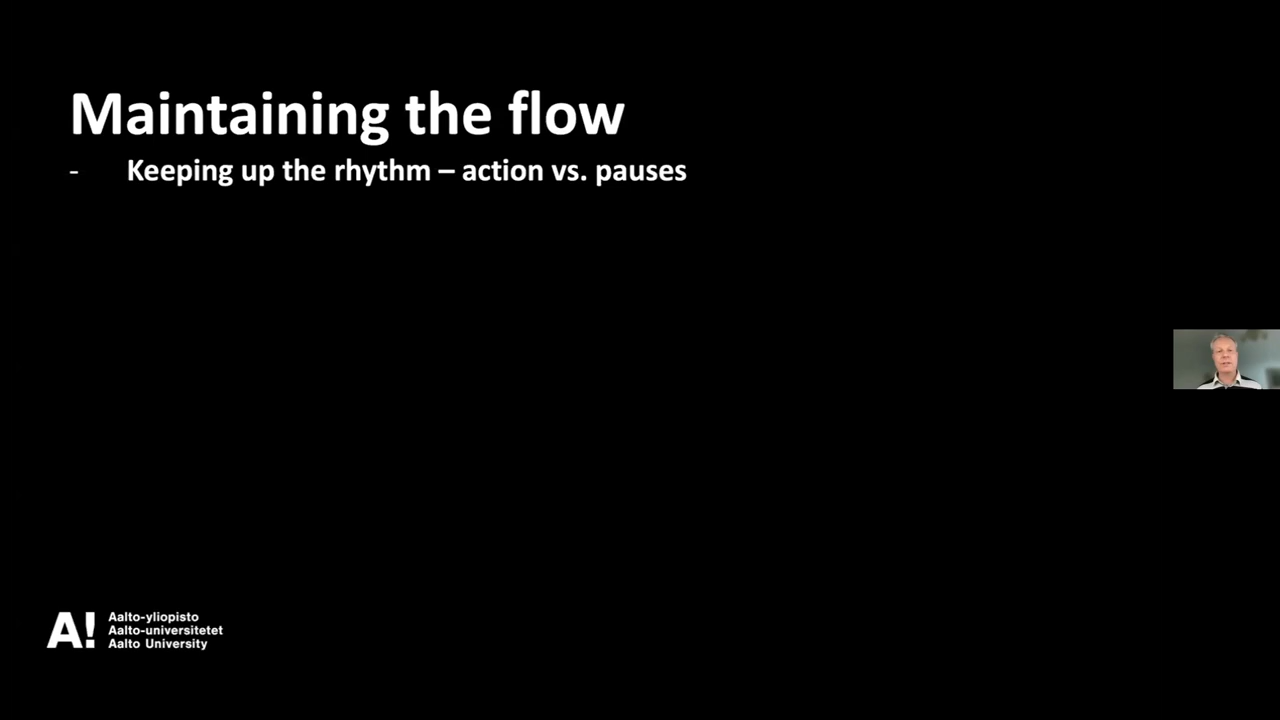 Maintaining the flow
- Keeping up the rhythm – action vs. pauses
A!
Aalto-yliopisto
Aalto-universitetet
Aalto University